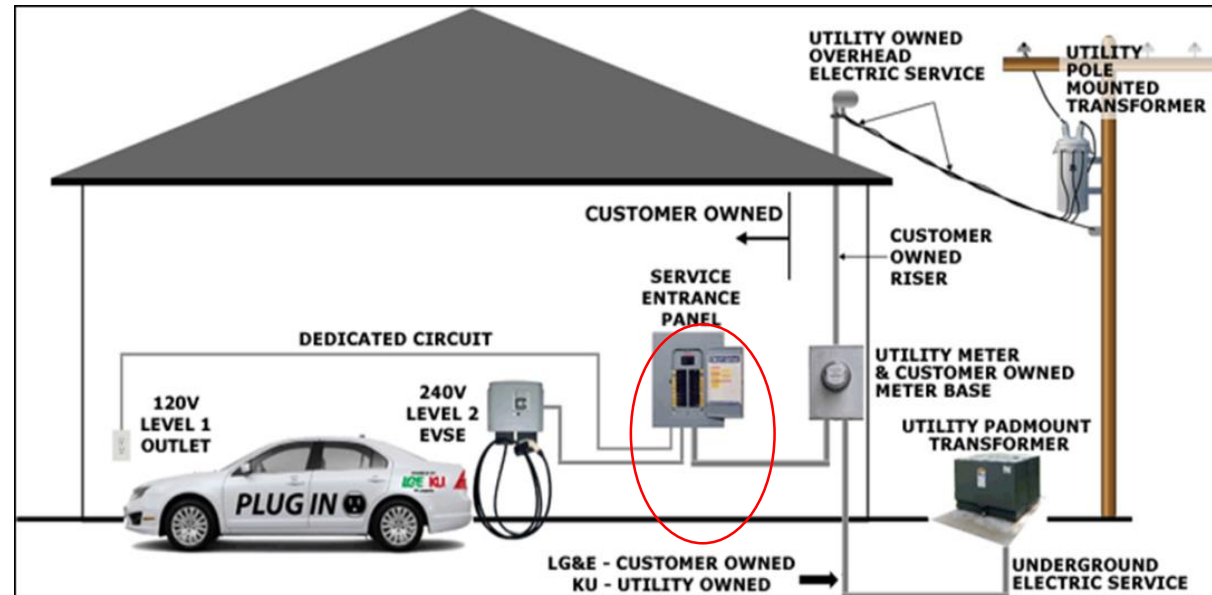 UTILITY OWNED
OVERHEAD
ELECTRIC SERVICE
UTILITY
POLE
MOUNTED
TRANSFORMER
CUSTOMER OWNED
CUSTOMER
OWNED
RISER
SERVICE
ENTRANCE
PANEL
DEDICATED CIRCUIT
UTILITY METER
& CUSTOMER OWNED
METER BASE
240V
LEVEL 2
EVSE
120V
LEVEL 1
OUTLET
UTILITY PADMOUNT
TRANSFORMER
PLUG IN
LG&E KU
LG&E - CUSTOMER OWNED
KU - UTILITY OWNED
UNDERGROUND
ELECTRIC SERVICE